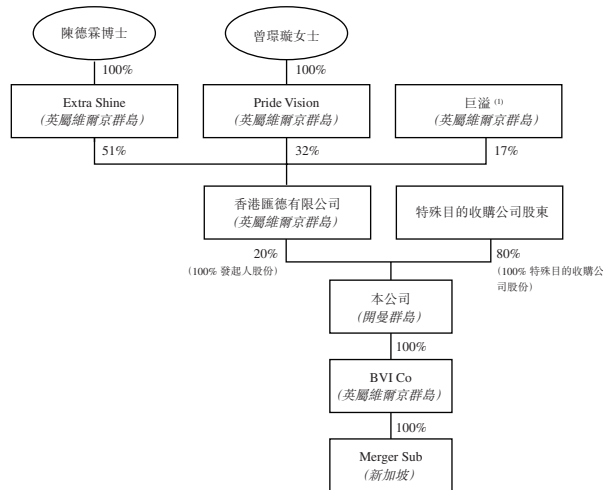 陳德霖博士
曾璟璇女士
100%
100%
Extra Shine
(英屬維爾京群島)
Pride Vision
(英屬維爾京群島)
巨溢 (1)
(英屬維爾京群島)
51%
32%
17%
香港匯德有限公司
(英屬維爾京群島)
特殊目的收購公司股東
20%
(100% 發起人股份)
80%
(100% 特殊目的收購公
司股份)
本公司
(開曼群島)
100%
BVI Co
(英屬維爾京群島)
100%
Merger Sub
(新加坡)